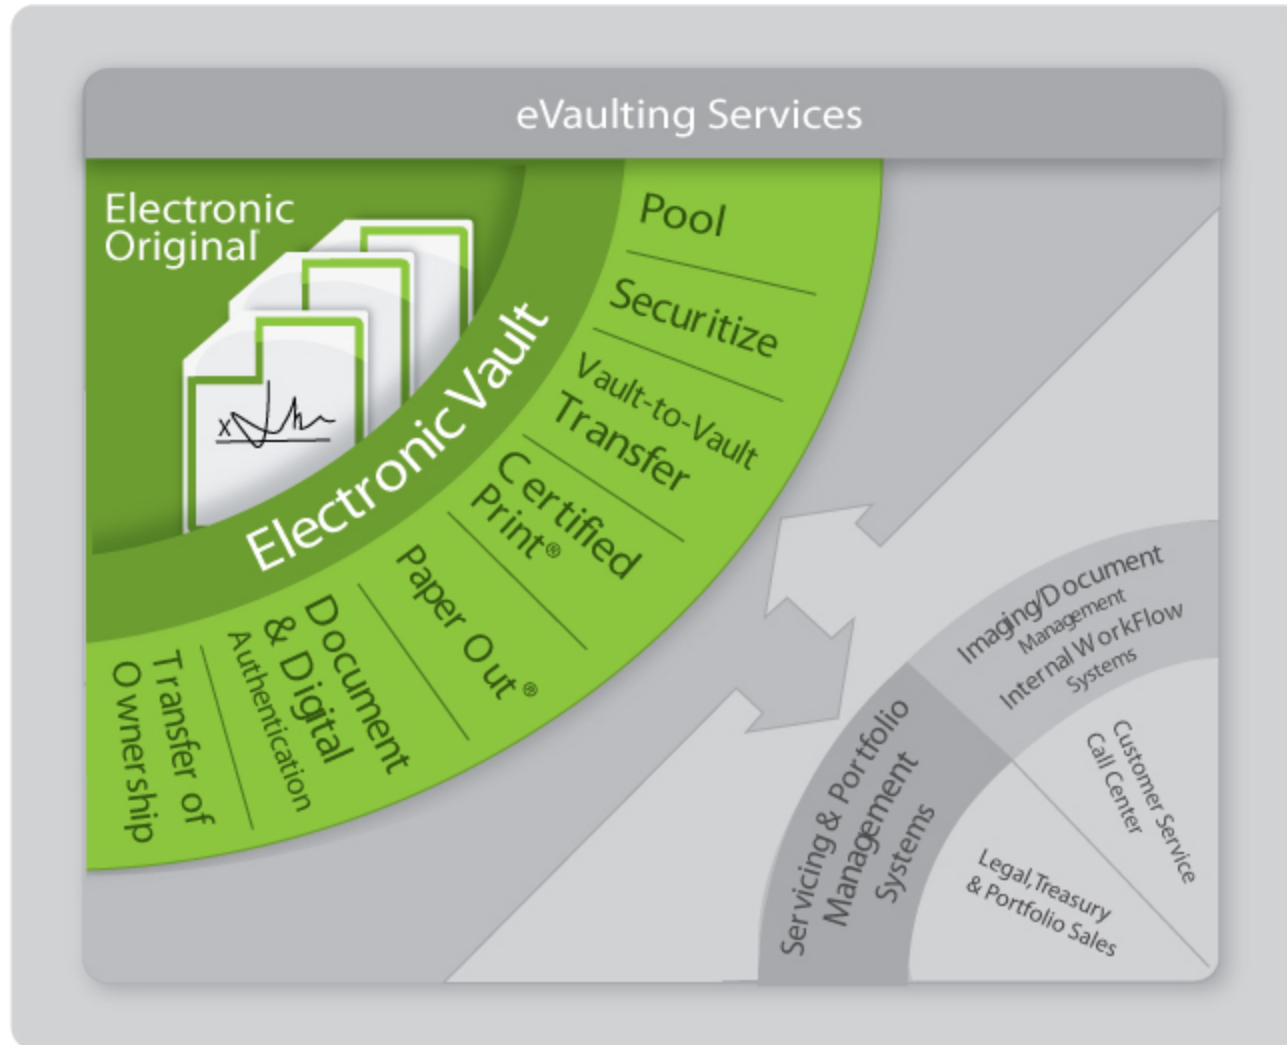 eVaulting Services
Electronic
Original
x
Electronic Vault
Pool
Securitize
Vault-to-Vault
Transfer
Certified
Print®
Paper Out®
Document
& Digital
Authentication
Transfer of
Ownership
Imaging/Document
Management
Internal WorkFlow
Systems
Servicing & Portfolio
Management
Systems
Customer Service
Call Center
Legal,Treasury
& Portfolio Sales